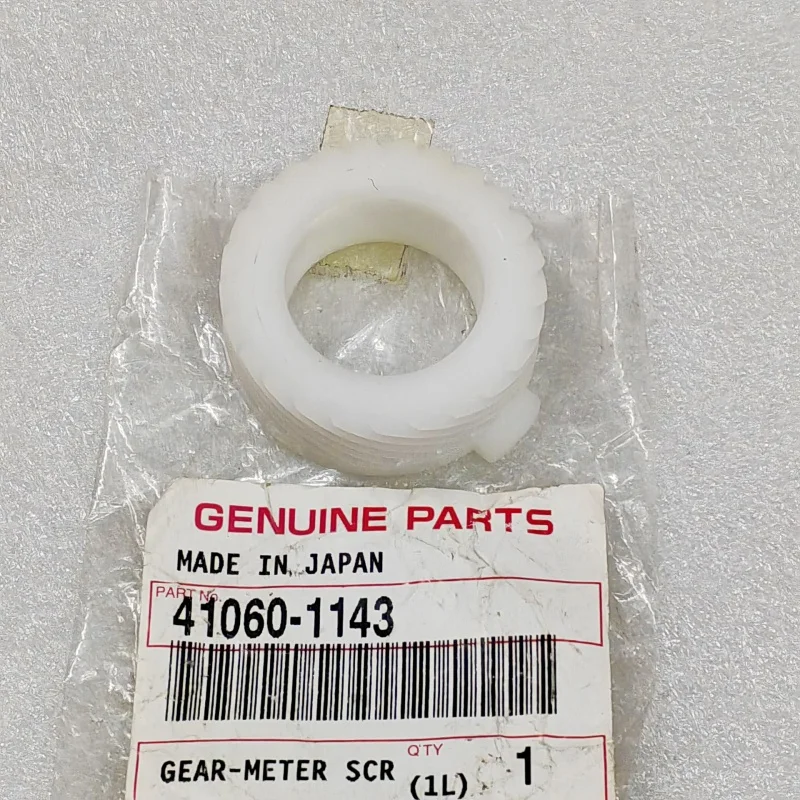 GENUINE PARTS
MADE IN JAPAN
PART No.
41060-1143
GEAR-METER SCR
QTY
(1L) 1